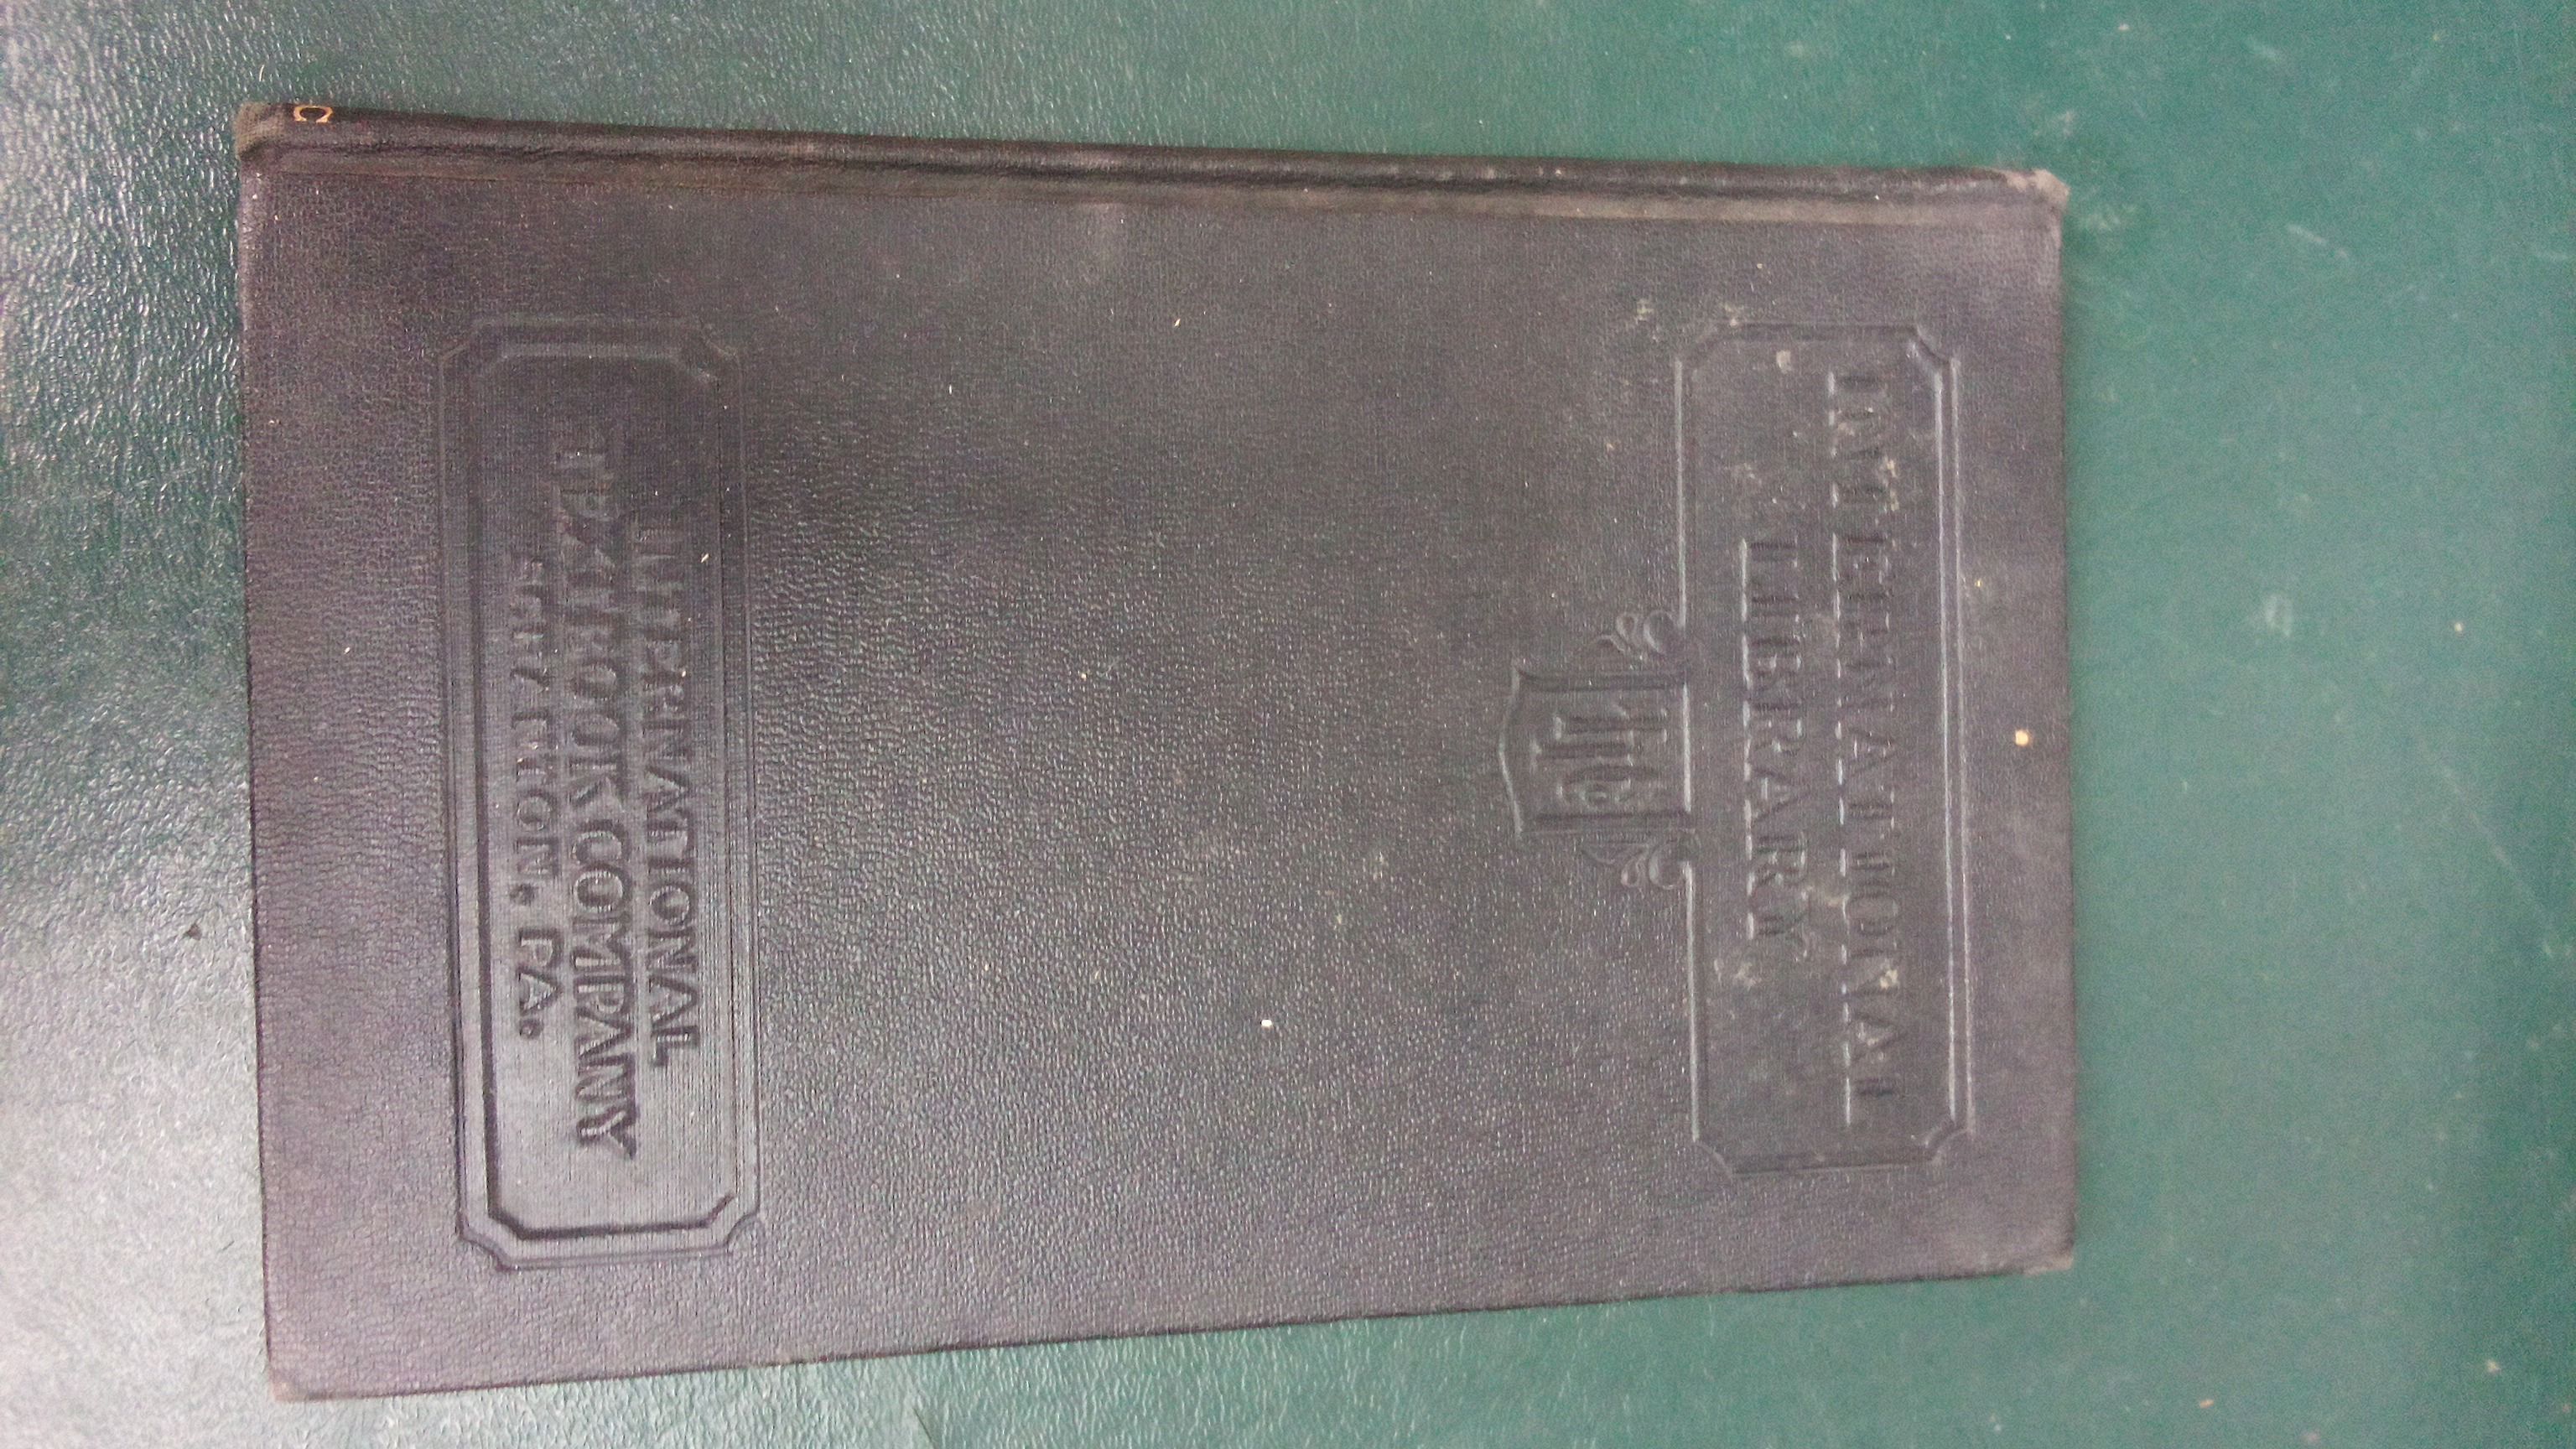 INTERNATIONAL
LIBRARY
ITC
INTERNATIONAL
TEXTBOOK COMPANY
SCRANTON, PA.
C